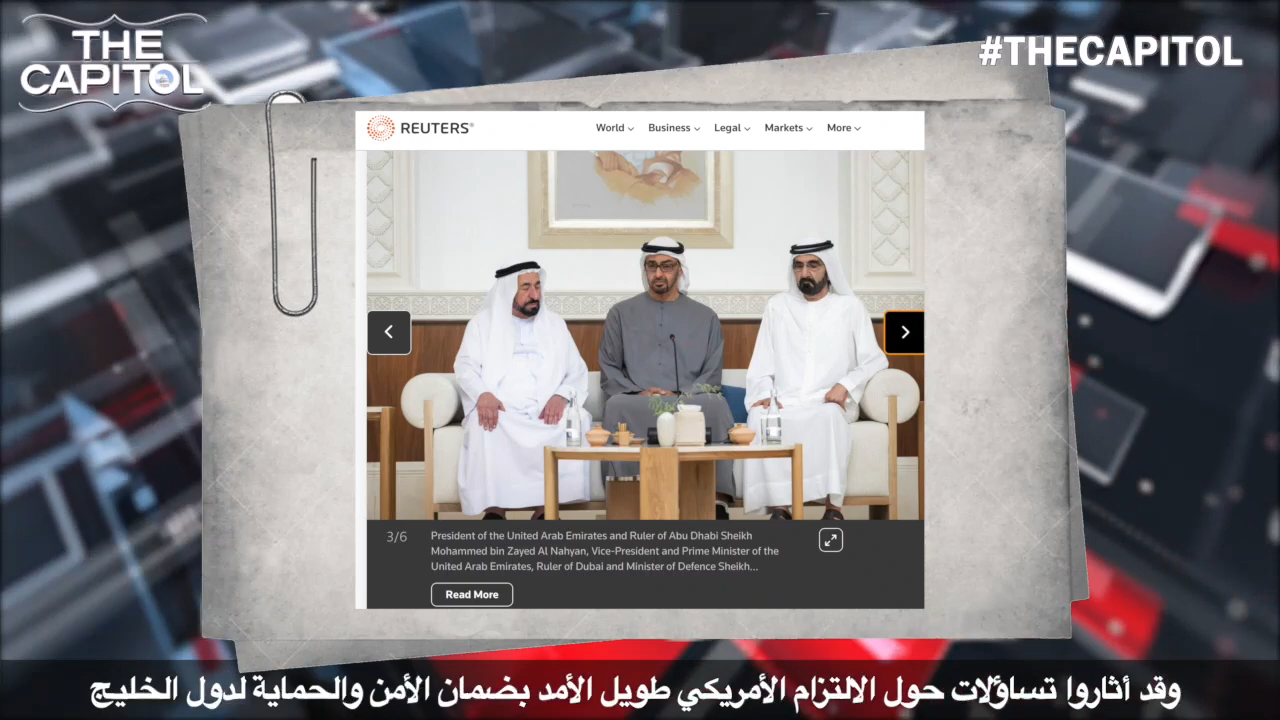 THE
CAPITOL
#THECAPITOL
REUTERS®
World Business Legal Markets More
3/6
President of the United Arab Emirates and Ruler of Abu Dhabi Sheikh
Mohammed bin Zayed Al Nahyan, Vice-President and Prime Minister of the
United Arab Emirates, Ruler of Dubai and Minister of Defence Sheikh...
Read More
وقد أثاروا تساؤلات حول الالتزام الأمريكي طويل الأمد بضمان الأمن والحماية لدول الخليج